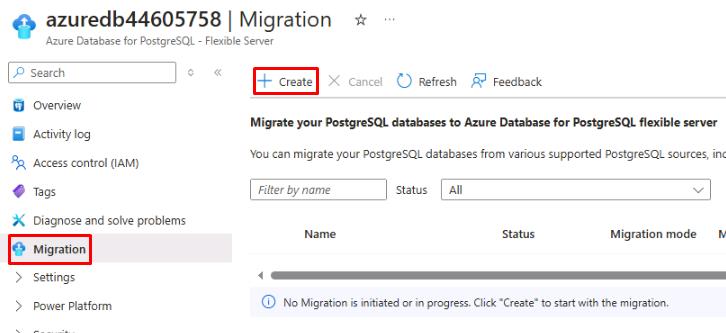 azuredb44605758 | Migration
Azure Database for PostgreSQL - Flexible Server
Search
Overview
Activity log
Access control (IAM)
Tags
Diagnose and solve problems
Migration
Settings
Power Platform
Create
Cancel
Refresh
Feedback
Migrate your PostgreSQL databases to Azure Database for PostgreSQL flexible server
You can migrate your PostgreSQL databases from various supported PostgreSQL sources, inc
Filter by name
Status
All
Name
Status
Migration mode
M
No Migration is initiated or in progress. Click "Create" to start with the migration.